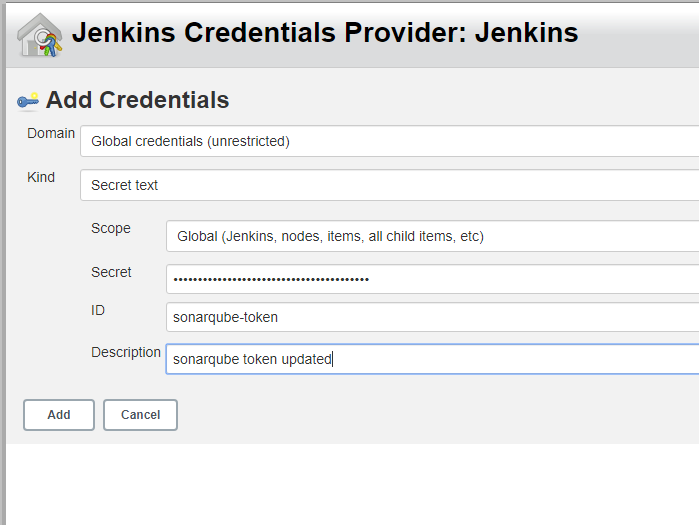 Jenkins Credentials Provider: Jenkins
Add Credentials
Domain
Global credentials (unrestricted)
Kind
Secret text
Scope
Global (Jenkins, nodes, items, all child items, etc)
Secret
••••••••••••••••••••••••••••••••••••••••
ID
sonarqube-token
Description
sonarqube token updated
Add
Cancel